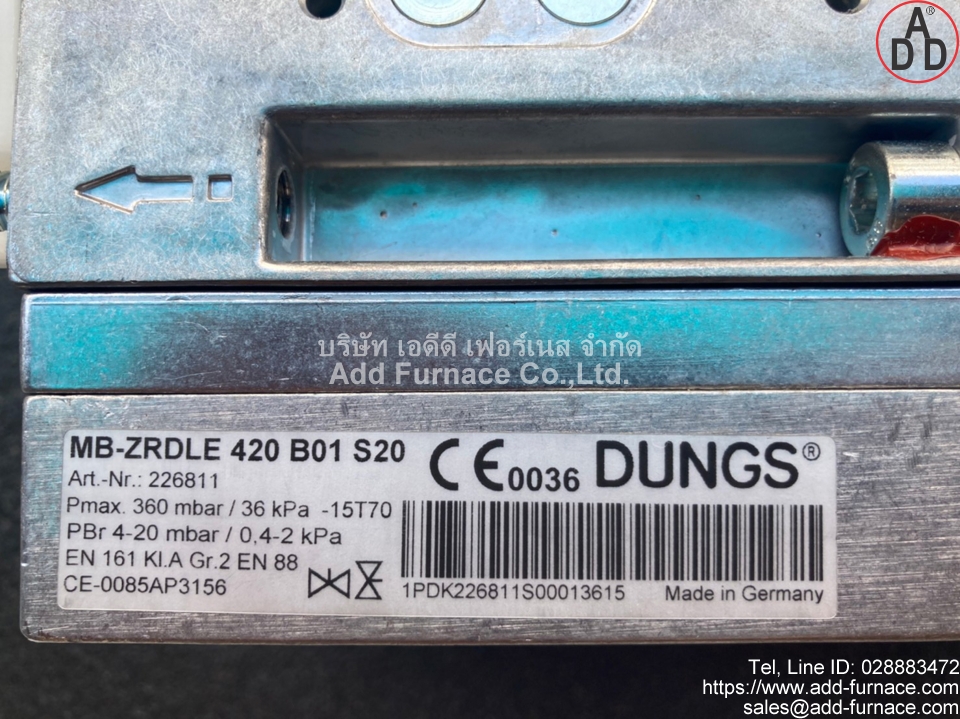 ADD®
บริษัท เอดีดี เฟอร์เนส จำกัด
Add Furnace Co.,Ltd.
MB-ZRDLE 420 B01 S20
Art.-Nr.: 226811
Pmax. 360 mbar / 36 kPa -15T70
PBr 4-20 mbar / 0,4-2 kPa
EN 161 Kl.A Gr.2 EN 88
CE-0085AP3156
CE 0036 DUNGS®
1PDK226811S00013615 Made in Germany
Tel, Line ID: 028883472
https://www.add-furnace.com
sales@add-furnace.com